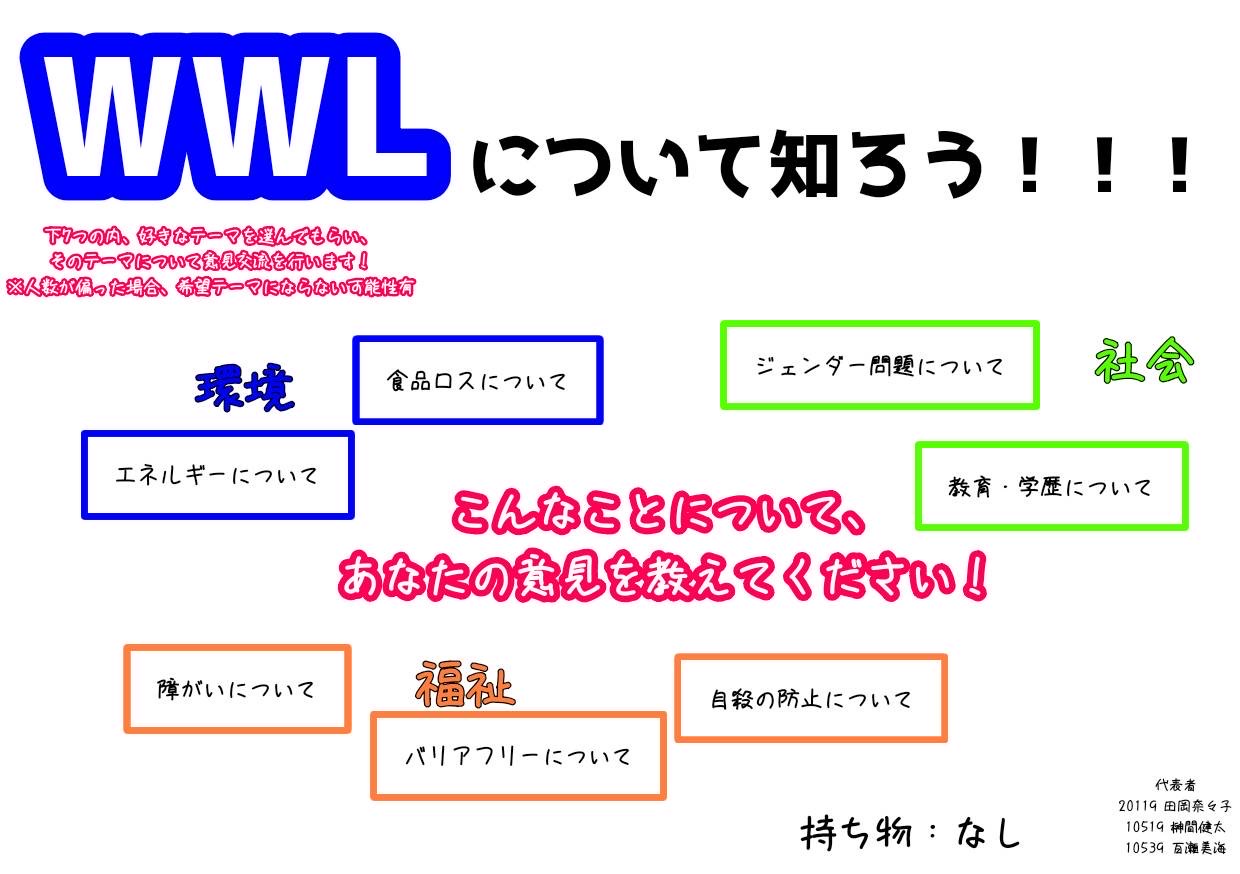 WWLについて知ろう！！！
下7つの内、好きなテーマを選んでもらい、
そのテーマについて意見交流を行います！
※人数が偏った場合、希望テーマにならない可能性有
環境
食品ロスについて
エネルギーについて
ジェンダー問題について
社会
教育・学歴について
こんなことについて、
あなたの意見を教えてください！
障がいについて
福祉
バリアフリーについて
自殺の防止について
持ち物：なし
代表者
20119 田岡奈々子
10519 榊間健太
10539 百瀬美海